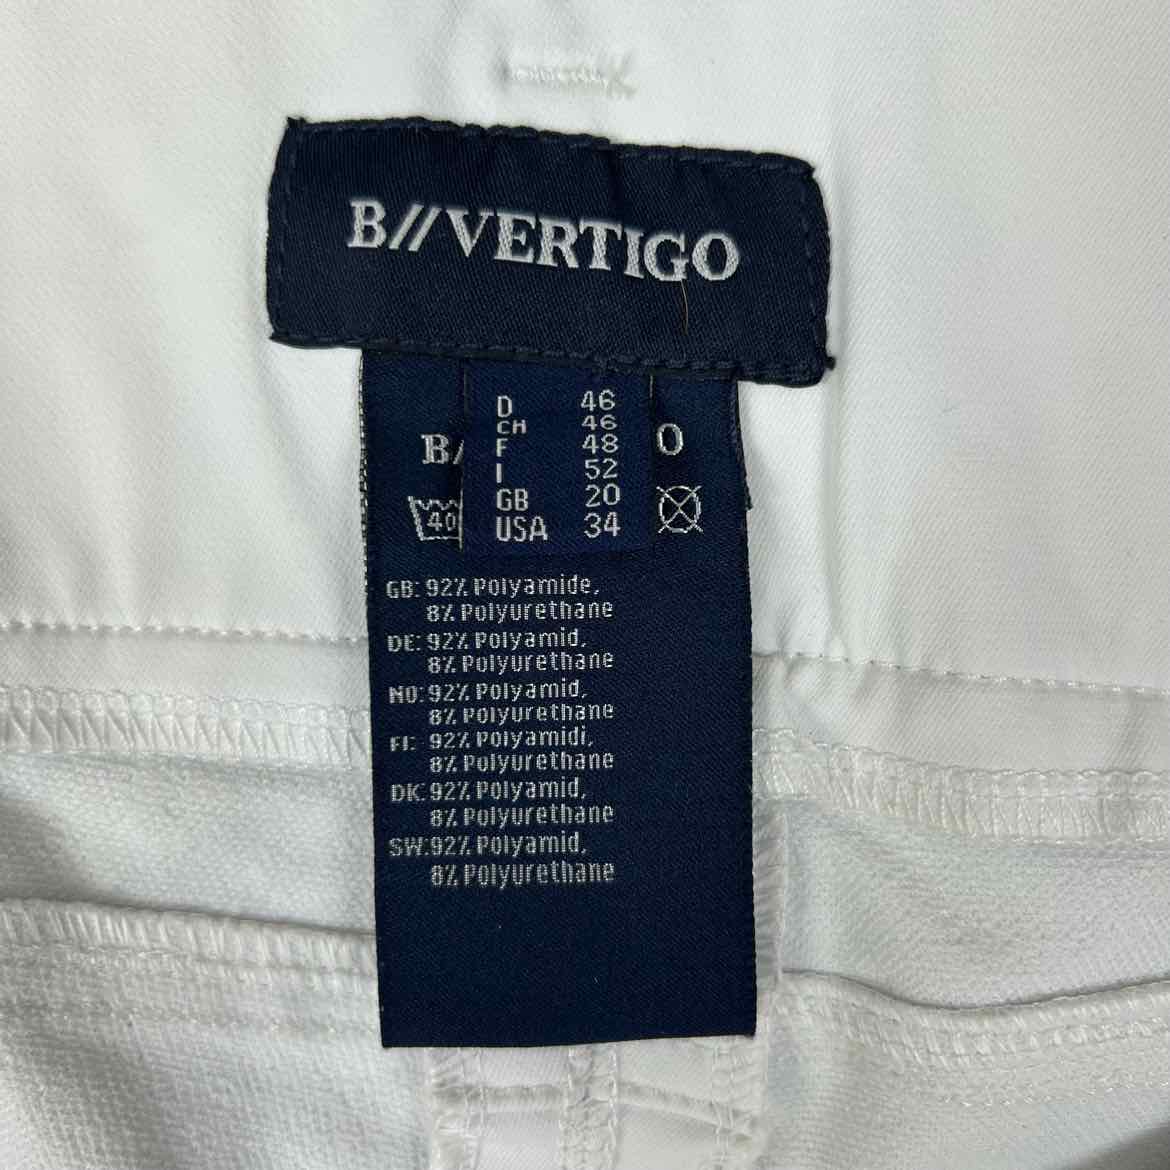 B//VERTIGO
D 46
CH 46
F 48
I 52
GB 20
USA 34
B/ O
40
GB: 92% Polyamide,
8% Polyurethane
DE: 92% Polyamid,
8% Polyurethane
NO: 92% Polyamid,
8% Polyurethane
FI: 92% Polyamidi,
8% Polyurethane
DK: 92% Polyamid,
8% Polyurethane
SW: 92% Polyamid,
8% Polyurethane